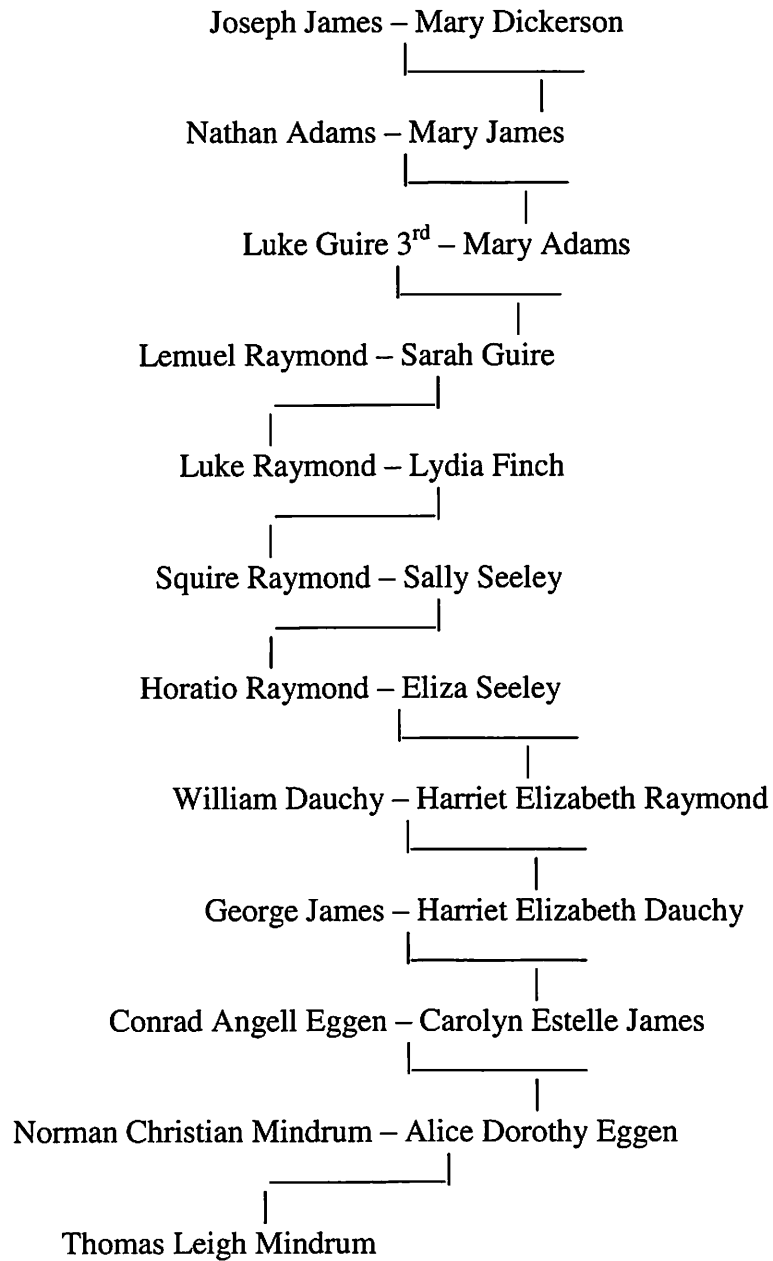 Joseph James – Mary Dickerson
Nathan Adams – Mary James
Luke Guire 3rd – Mary Adams
Lemuel Raymond – Sarah Guire
Luke Raymond – Lydia Finch
Squire Raymond – Sally Seeley
Horatio Raymond – Eliza Seeley
William Dauchy – Harriet Elizabeth Raymond
George James – Harriet Elizabeth Dauchy
Conrad Angell Eggen – Carolyn Estelle James
Norman Christian Mindrum – Alice Dorothy Eggen
Thomas Leigh Mindrum